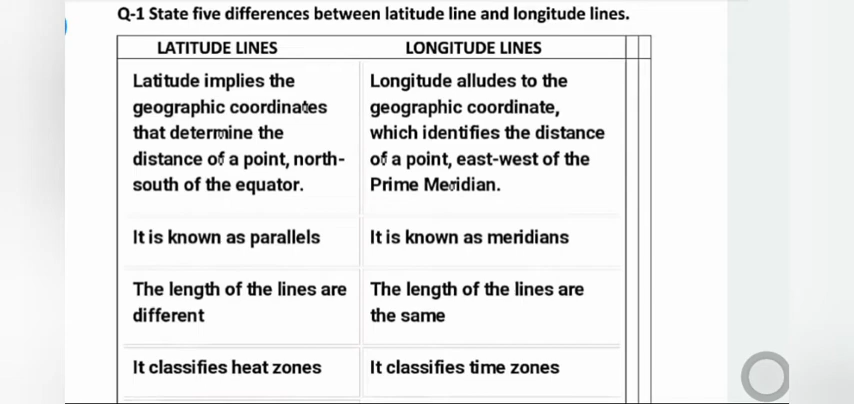 Q-1 State five differences between latitude line and longitude lines.
LATITUDE LINES LONGITUDE LINES
Latitude implies the
geographic coordinates
that determine the
distance of a point, north-
south of the equator.
Longitude alludes to the
geographic coordinate,
which identifies the distance
of a point, east-west of the
Prime Meridian.
It is known as parallels
It is known as meridians
The length of the lines are
different
The length of the lines are
the same
It classifies heat zones
It classifies time zones